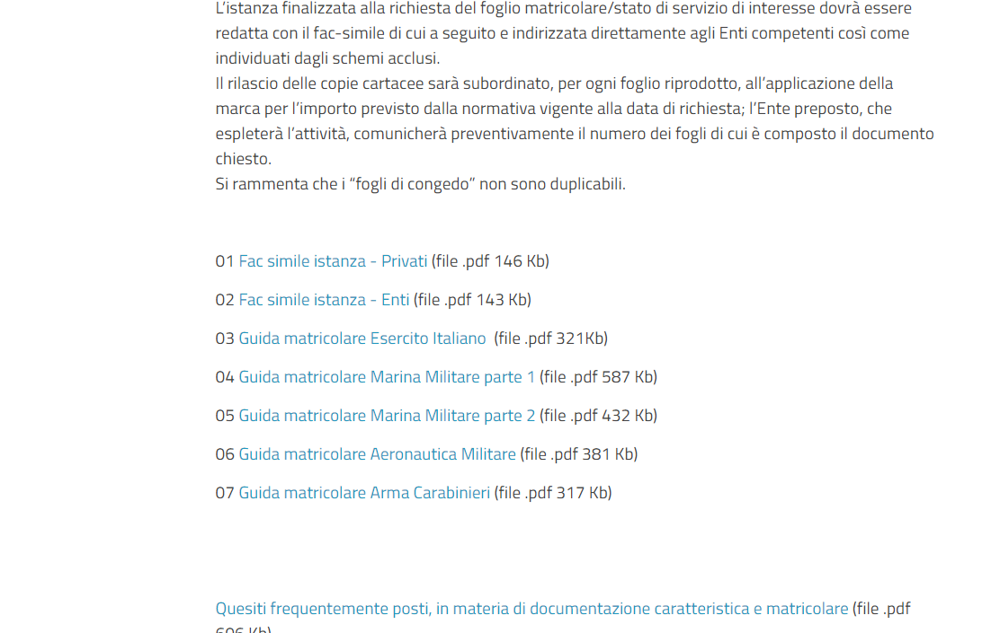 L’istanza finalizzata alla richiesta del foglio matricolare/stato di servizio di interesse dovrà essere
redatta con il fac-simile di cui a seguito e indirizzata direttamente agli Enti competenti così come
individuati dagli schemi acclusi.
Il rilascio delle copie cartacee sarà subordinato, per ogni foglio riprodotto, all’applicazione della
marca per l’importo previsto dalla normativa vigente alla data di richiesta; l’Ente preposto, che
espleterà l’attività, comunicherà preventivamente il numero dei fogli di cui è composto il documento
chiesto.
Si rammenta che i “fogli di congedo” non sono duplicabili.
01 Fac simile istanza - Privati (file .pdf 146 Kb)
02 Fac simile istanza - Enti (file .pdf 143 Kb)
03 Guida matricolare Esercito Italiano (file .pdf 321Kb)
04 Guida matricolare Marina Militare parte 1 (file .pdf 587 Kb)
05 Guida matricolare Marina Militare parte 2 (file .pdf 432 Kb)
06 Guida matricolare Aeronautica Militare (file .pdf 381 Kb)
07 Guida matricolare Arma Carabinieri (file .pdf 317 Kb)
Quesiti frequentemente posti, in materia di documentazione caratteristica e matricolare (file .pdf
Kb)